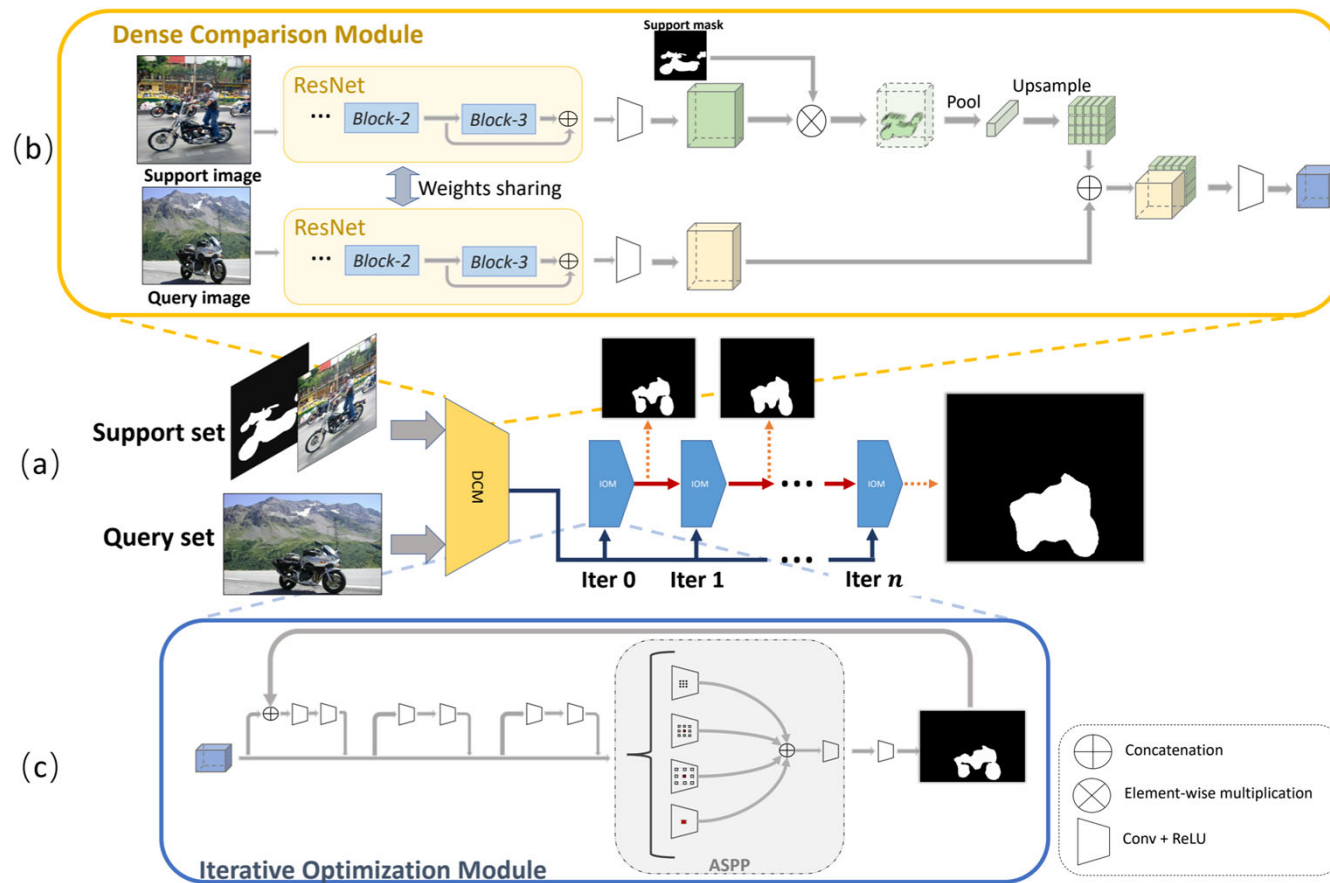 Dense Comparison Module
Support mask
ResNet
... Block-2 Block-3
Pool
Upsample
(b)
Support image
Weights sharing
ResNet
... Block-2 Block-3
Query image
(a)
Support set
Query set
DCM
IOM
IOM
...
IOM
...
Iter 0
Iter 1
Iter n
(c)
ASPP
Iterative Optimization Module
Concatenation
Element-wise multiplication
Conv + ReLU